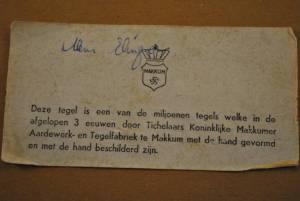 MAKKUM
Deze tegel is een van de miljoenen tegels welke in de
afgelopen 3 eeuwen door Tichelaars Koninklijke Makkumer
Aardewerk- en Tegelfabriek te Makkum met de hand gevormd
en met de hand beschilderd zijn.